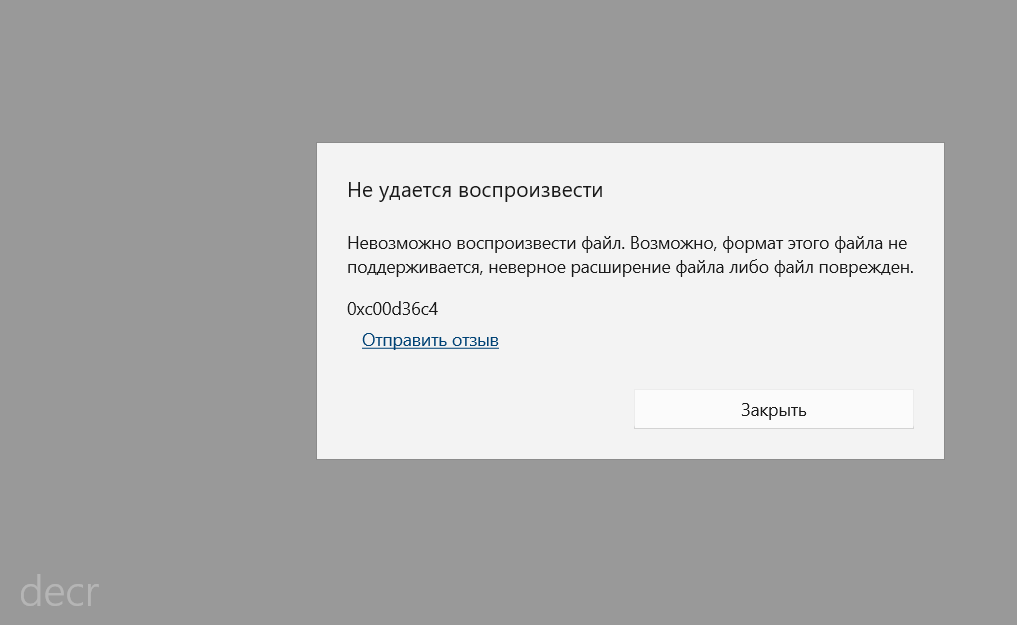 Не удается воспроизвести
Невозможно воспроизвести файл. Возможно, формат этого файла не
поддерживается, неверное расширение файла либо файл поврежден.
0xc00d36c4
Отправить отзыв
Закрыть
decr